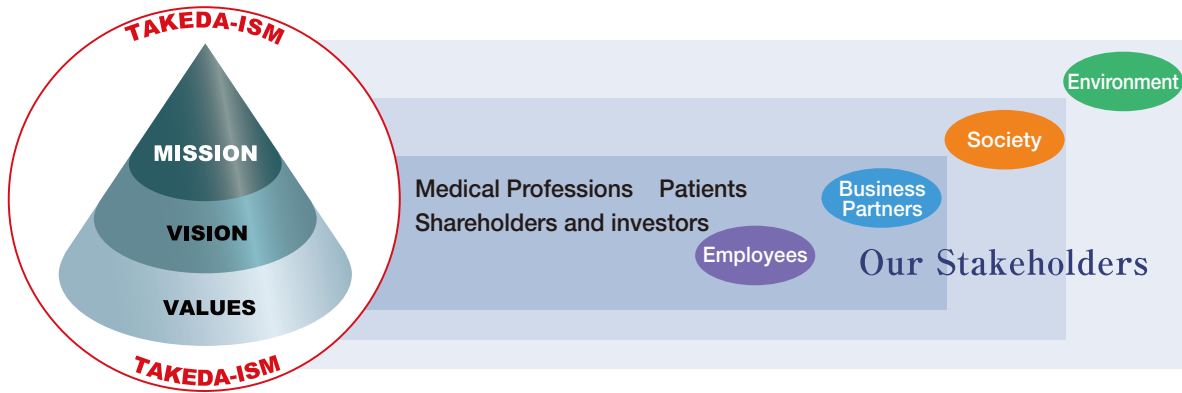 TAKEDA-ISM
MISSION
VISION
VALUES
TAKEDA-ISM
Medical Professions Patients
Shareholders and investors
Employees
Business
Partners
Society
Environment
Our Stakeholders